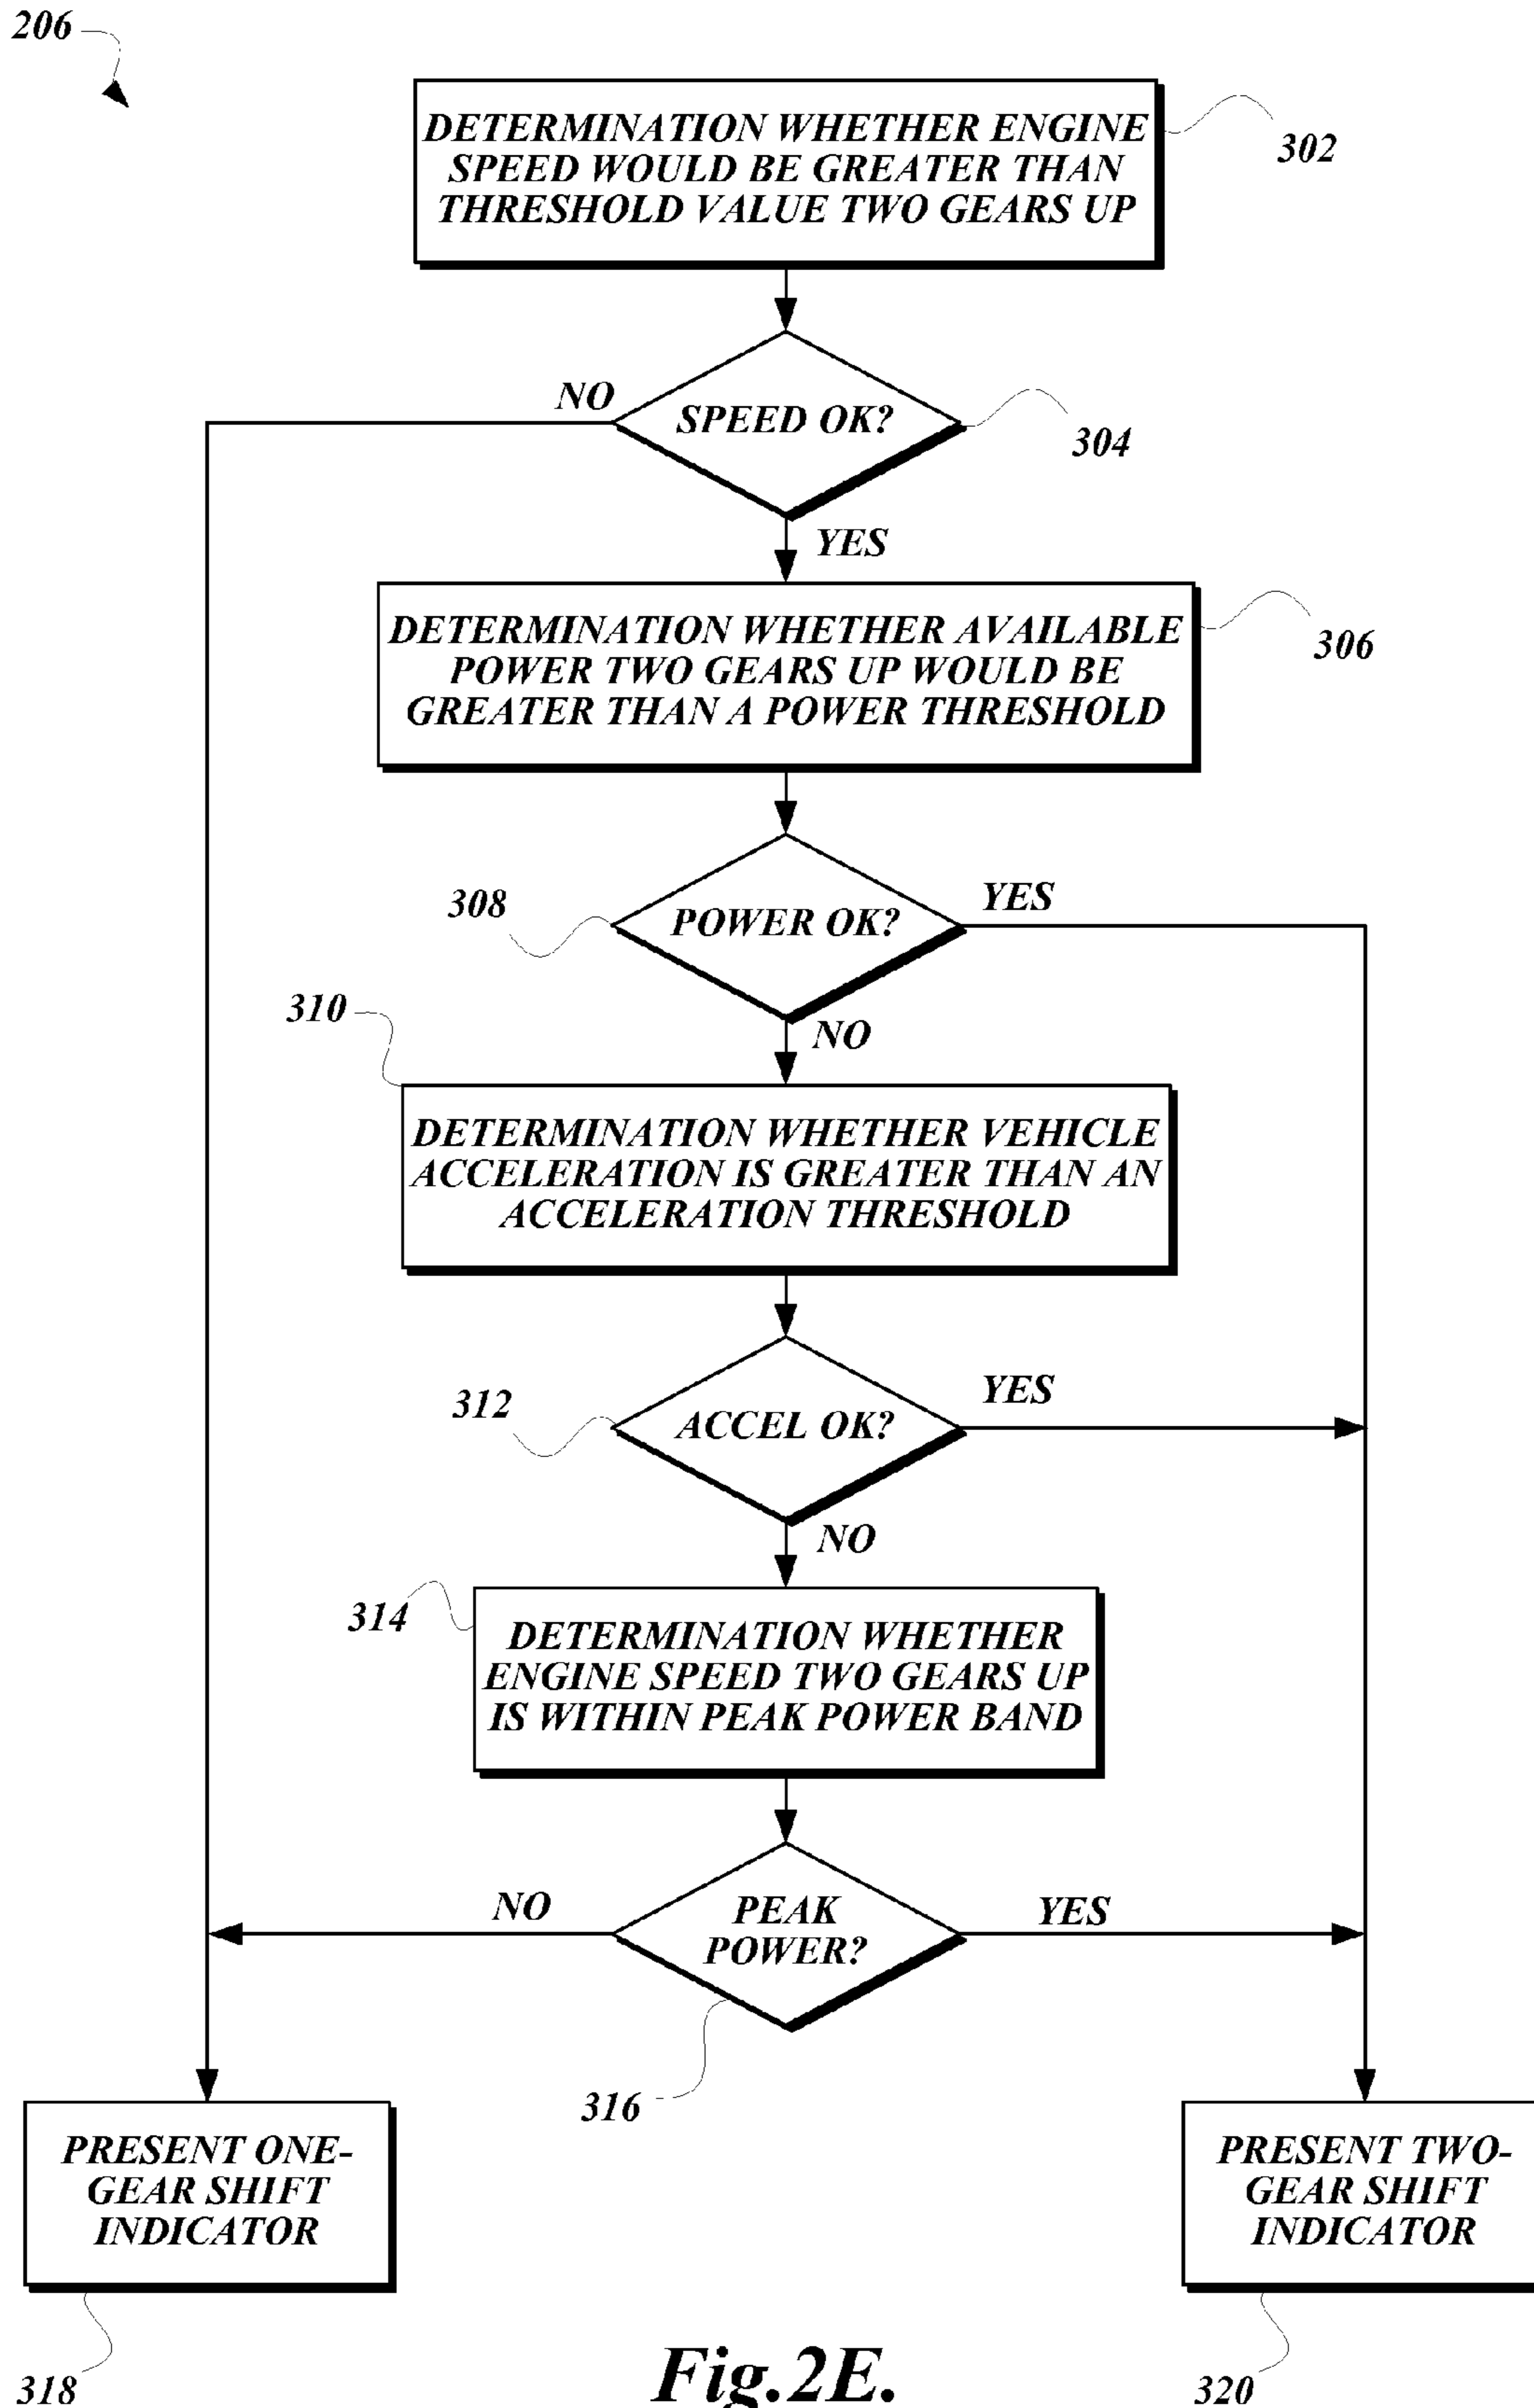 206
DETERMINATION WHETHER ENGINE
SPEED WOULD BE GREATER THAN
THRESHOLD VALUE TWO GEARS UP
302
NO
SPEED OK?
304
YES
DETERMINATION WHETHER AVAILABLE
POWER TWO GEARS UP WOULD BE
GREATER THAN A POWER THRESHOLD
306
308
POWER OK?
YES
310
NO
DETERMINATION WHETHER VEHICLE
ACCELERATION IS GREATER THAN AN
ACCELERATION THRESHOLD
312
ACCEL OK?
YES
NO
314
DETERMINATION WHETHER
ENGINE SPEED TWO GEARS UP
IS WITHIN PEAK POWER BAND
NO
PEAK
POWER?
YES
316
PRESENT ONE-
GEAR SHIFT
INDICATOR
318
PRESENT TWO-
GEAR SHIFT
INDICATOR
320
Fig.2E.